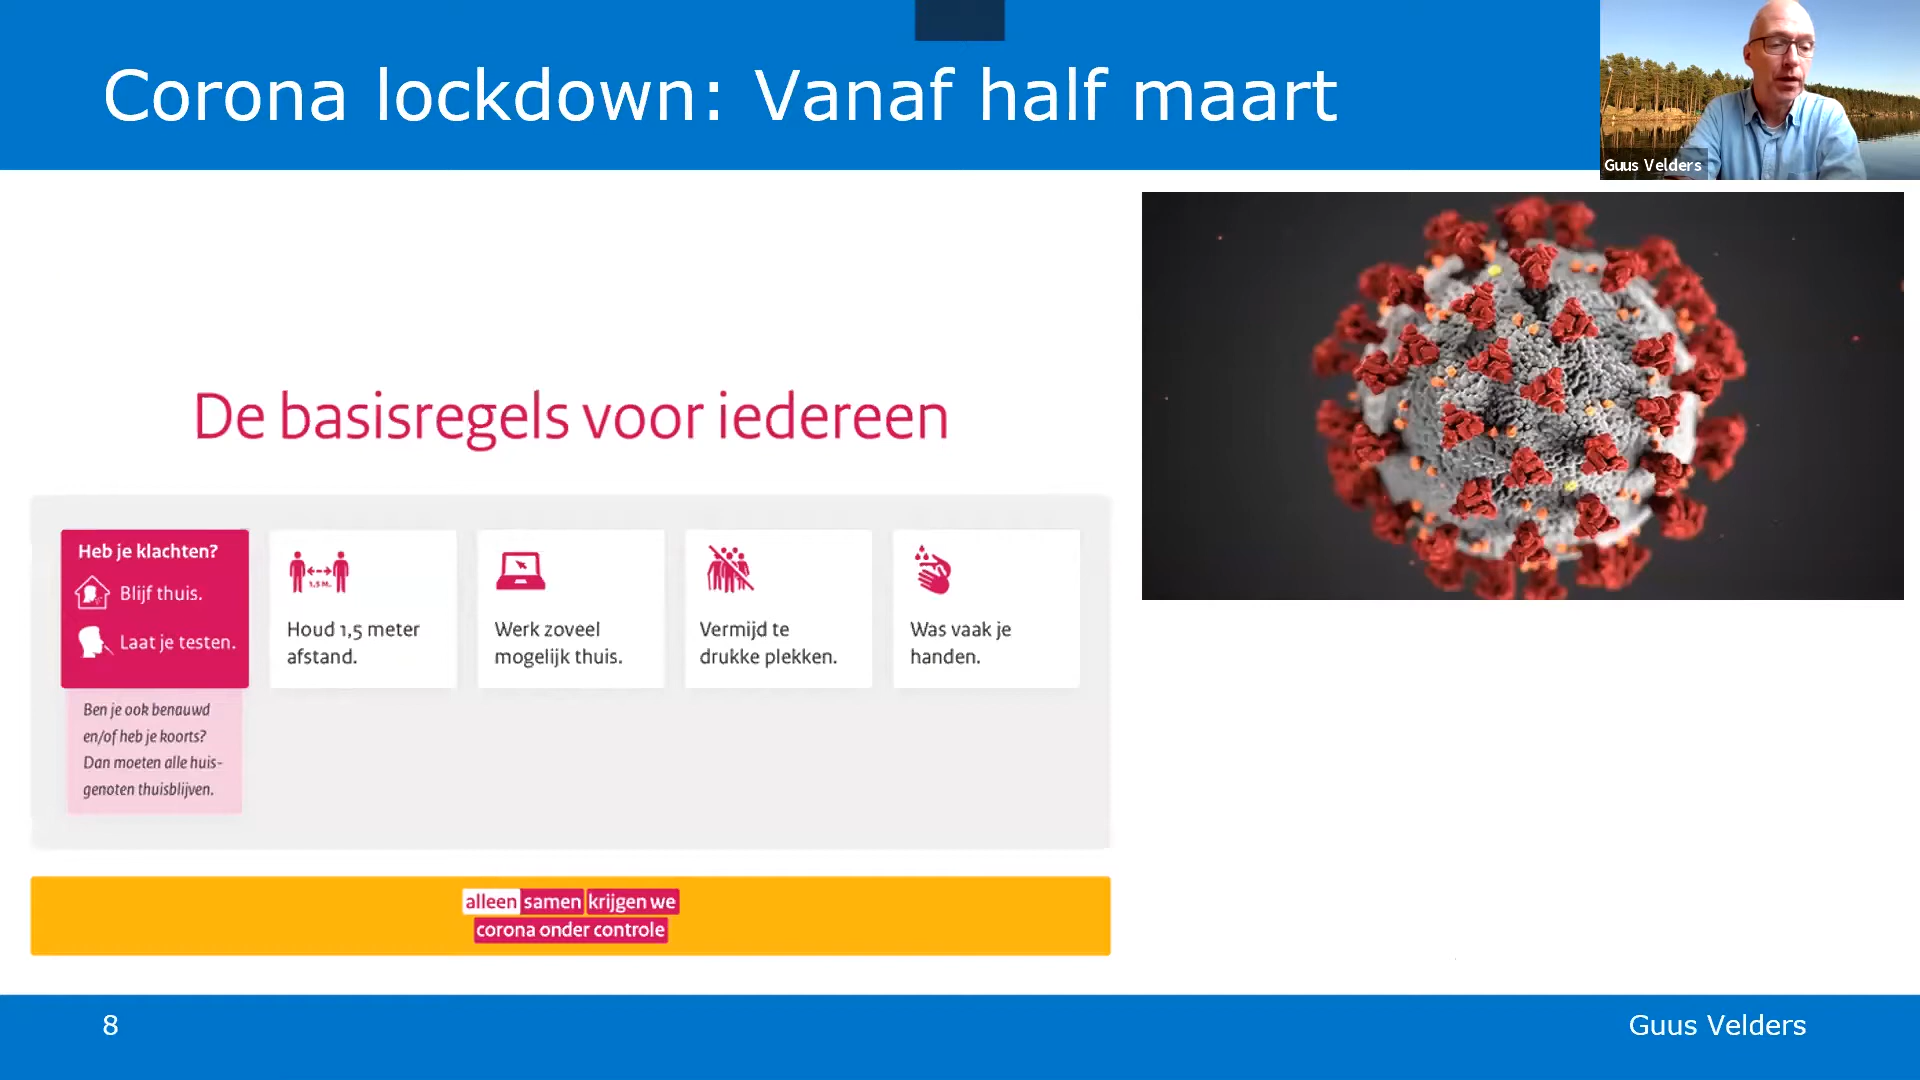 Corona lockdown: Vanaf half maart
Guus Velders
De basisregels voor iedereen
Heb je klachten?
Blijf thuis.
Laat je testen.
Ben je ook benauwd
en/of heb je koorts?
Dan moeten alle huis-
genoten thuisblijven.
1,5 M.
Houd 1,5 meter
afstand.
Werk zoveel
mogelijk thuis.
Vermijd te
drukke plekken.
Was vaak je
handen.
alleen samen krijgen we
corona onder controle
8
Guus Velders